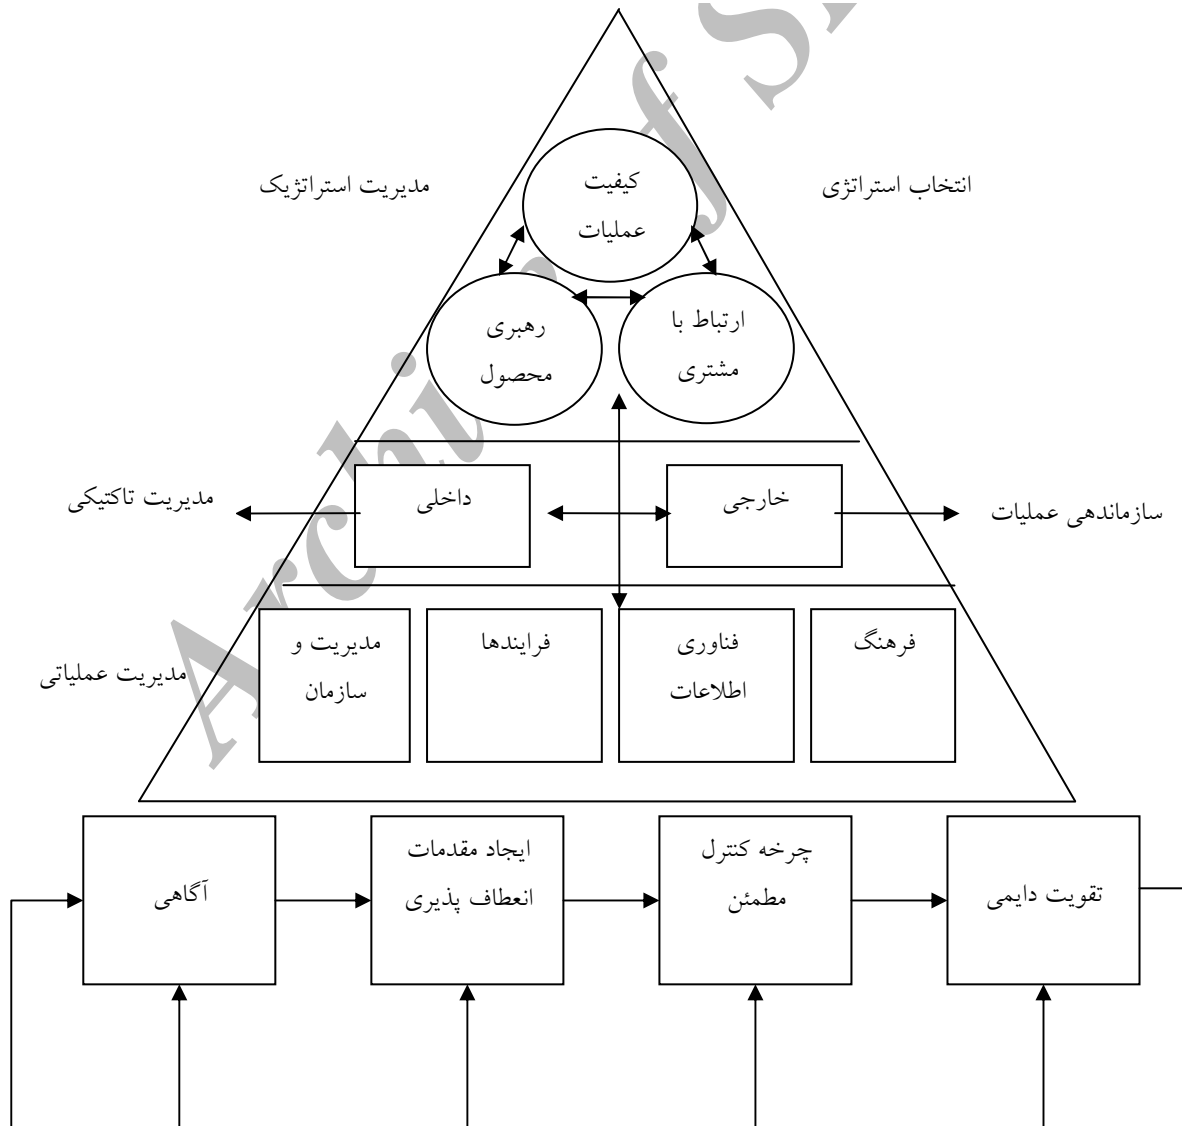 کیفیت
عملیات
انتخاب استراتژی
مدیریت استراتژیک
ارتباط با
مشتری
رهبری
محصول
سازماندهی عملیات
خارجی
داخلی
مدیریت تاکتیکی
فرهنگ
فناوری
اطلاعات
فرایندها
مدیریت و
سازمان
مدیریت عملیاتی
آگاهی
ایجاد مقدمات
انعطاف پذیری
چرخه کنترل
مطمئن
تقویت دایمی